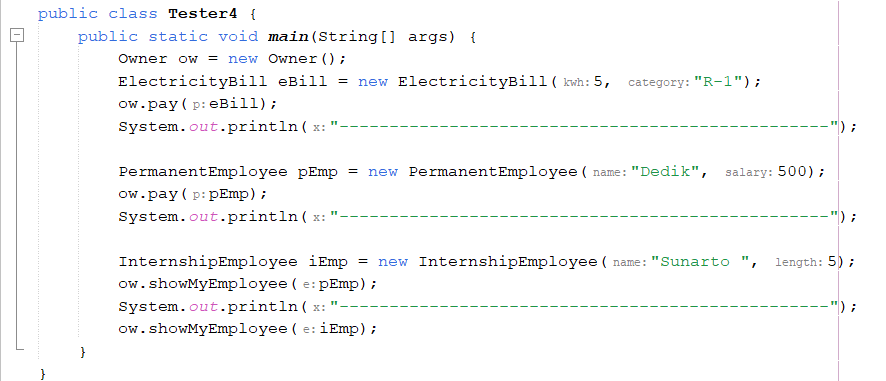 public class Tester4 {
    public static void main(String[] args) {
        Owner ow = new Owner();
        ElectricityBill eBill = new ElectricityBill( kwh: 5,  category: "R-1");
        ow.pay( p: eBill);
        System.out.println( x: "-------------------------------------------------");

        PermanentEmployee pEmp = new PermanentEmployee( name: "Dedik",  salary: 500);
        ow.pay( p: pEmp);
        System.out.println( x: "-------------------------------------------------");

        InternshipEmployee iEmp = new InternshipEmployee( name: "Sunarto ",  length: 5);
        ow.showMyEmployee( e: pEmp);
        System.out.println( x: "-------------------------------------------------");
        ow.showMyEmployee( e: iEmp);
    }
}